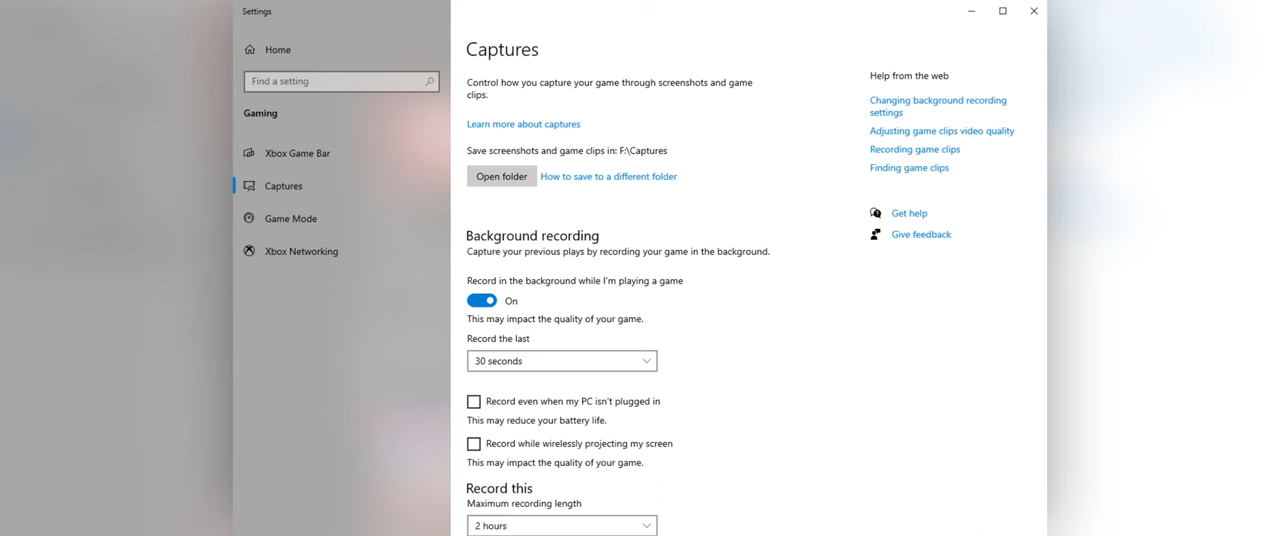 Settings
Home
Find a setting
Gaming
Xbox Game Bar
Captures
Game Mode
Xbox Networking
Captures
Control how you capture your game through screenshots and game
clips.
Learn more about captures
Save screenshots and game clips in: F:\Captures
Open folder
How to save to a different folder
Background recording
Capture your previous plays by recording your game in the background.
Record in the background while I'm playing a game
On
This may impact the quality of your game.
Record the last
30 seconds
Record even when my PC isn't plugged in
This may reduce your battery life.
Record while wirelessly projecting my screen
This may impact the quality of your game.
Record this
Maximum recording length
2 hours
Help from the web
Changing background recording
settings
Adjusting game clips video quality
Recording game clips
Finding game clips
Get help
Give feedback